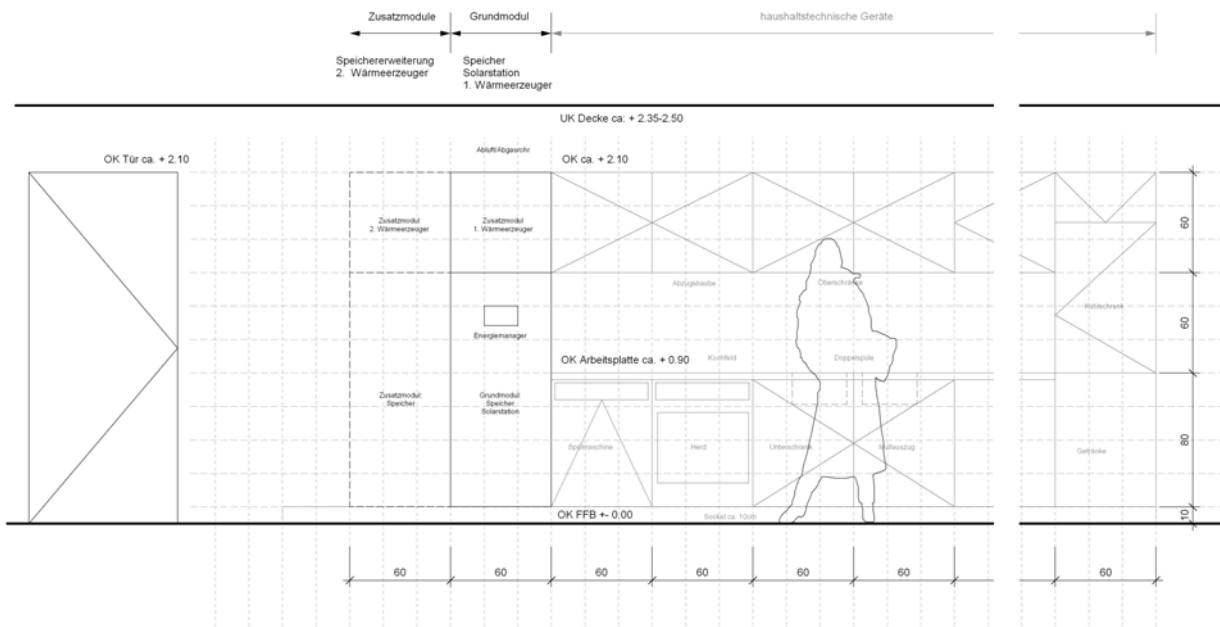 Zusatzmodule
Grundmodul
haushaltstechnische Geräte
Speichererweiterung
2. Wärmeerzeuger
Speicher
Solarstation
1. Wärmeerzeuger
UK Decke ca: + 2.35-2.50
OK Tür ca. + 2.10
Abluft/Abgasrohr
OK ca. + 2.10
Zusatzmodul
2. Wärmeerzeuger
Zusatzmodul
1. Wärmeerzeuger
60
Abzugshaube
Oberschränke
Kühlschrank
Energiemanager
60
OK Arbeitsplatte ca. + 0.90
Kochfeld
Doppelspüle
Zusatzmodul:
Speicher
Grundmodul:
Speicher
Solarstation
80
Spülmaschine
Herd
Unterschrank
Müllauszug
Getränke
OK FFB +- 0.00
Sockel ca. 10cm
10
60
60
60
60
60
60
60